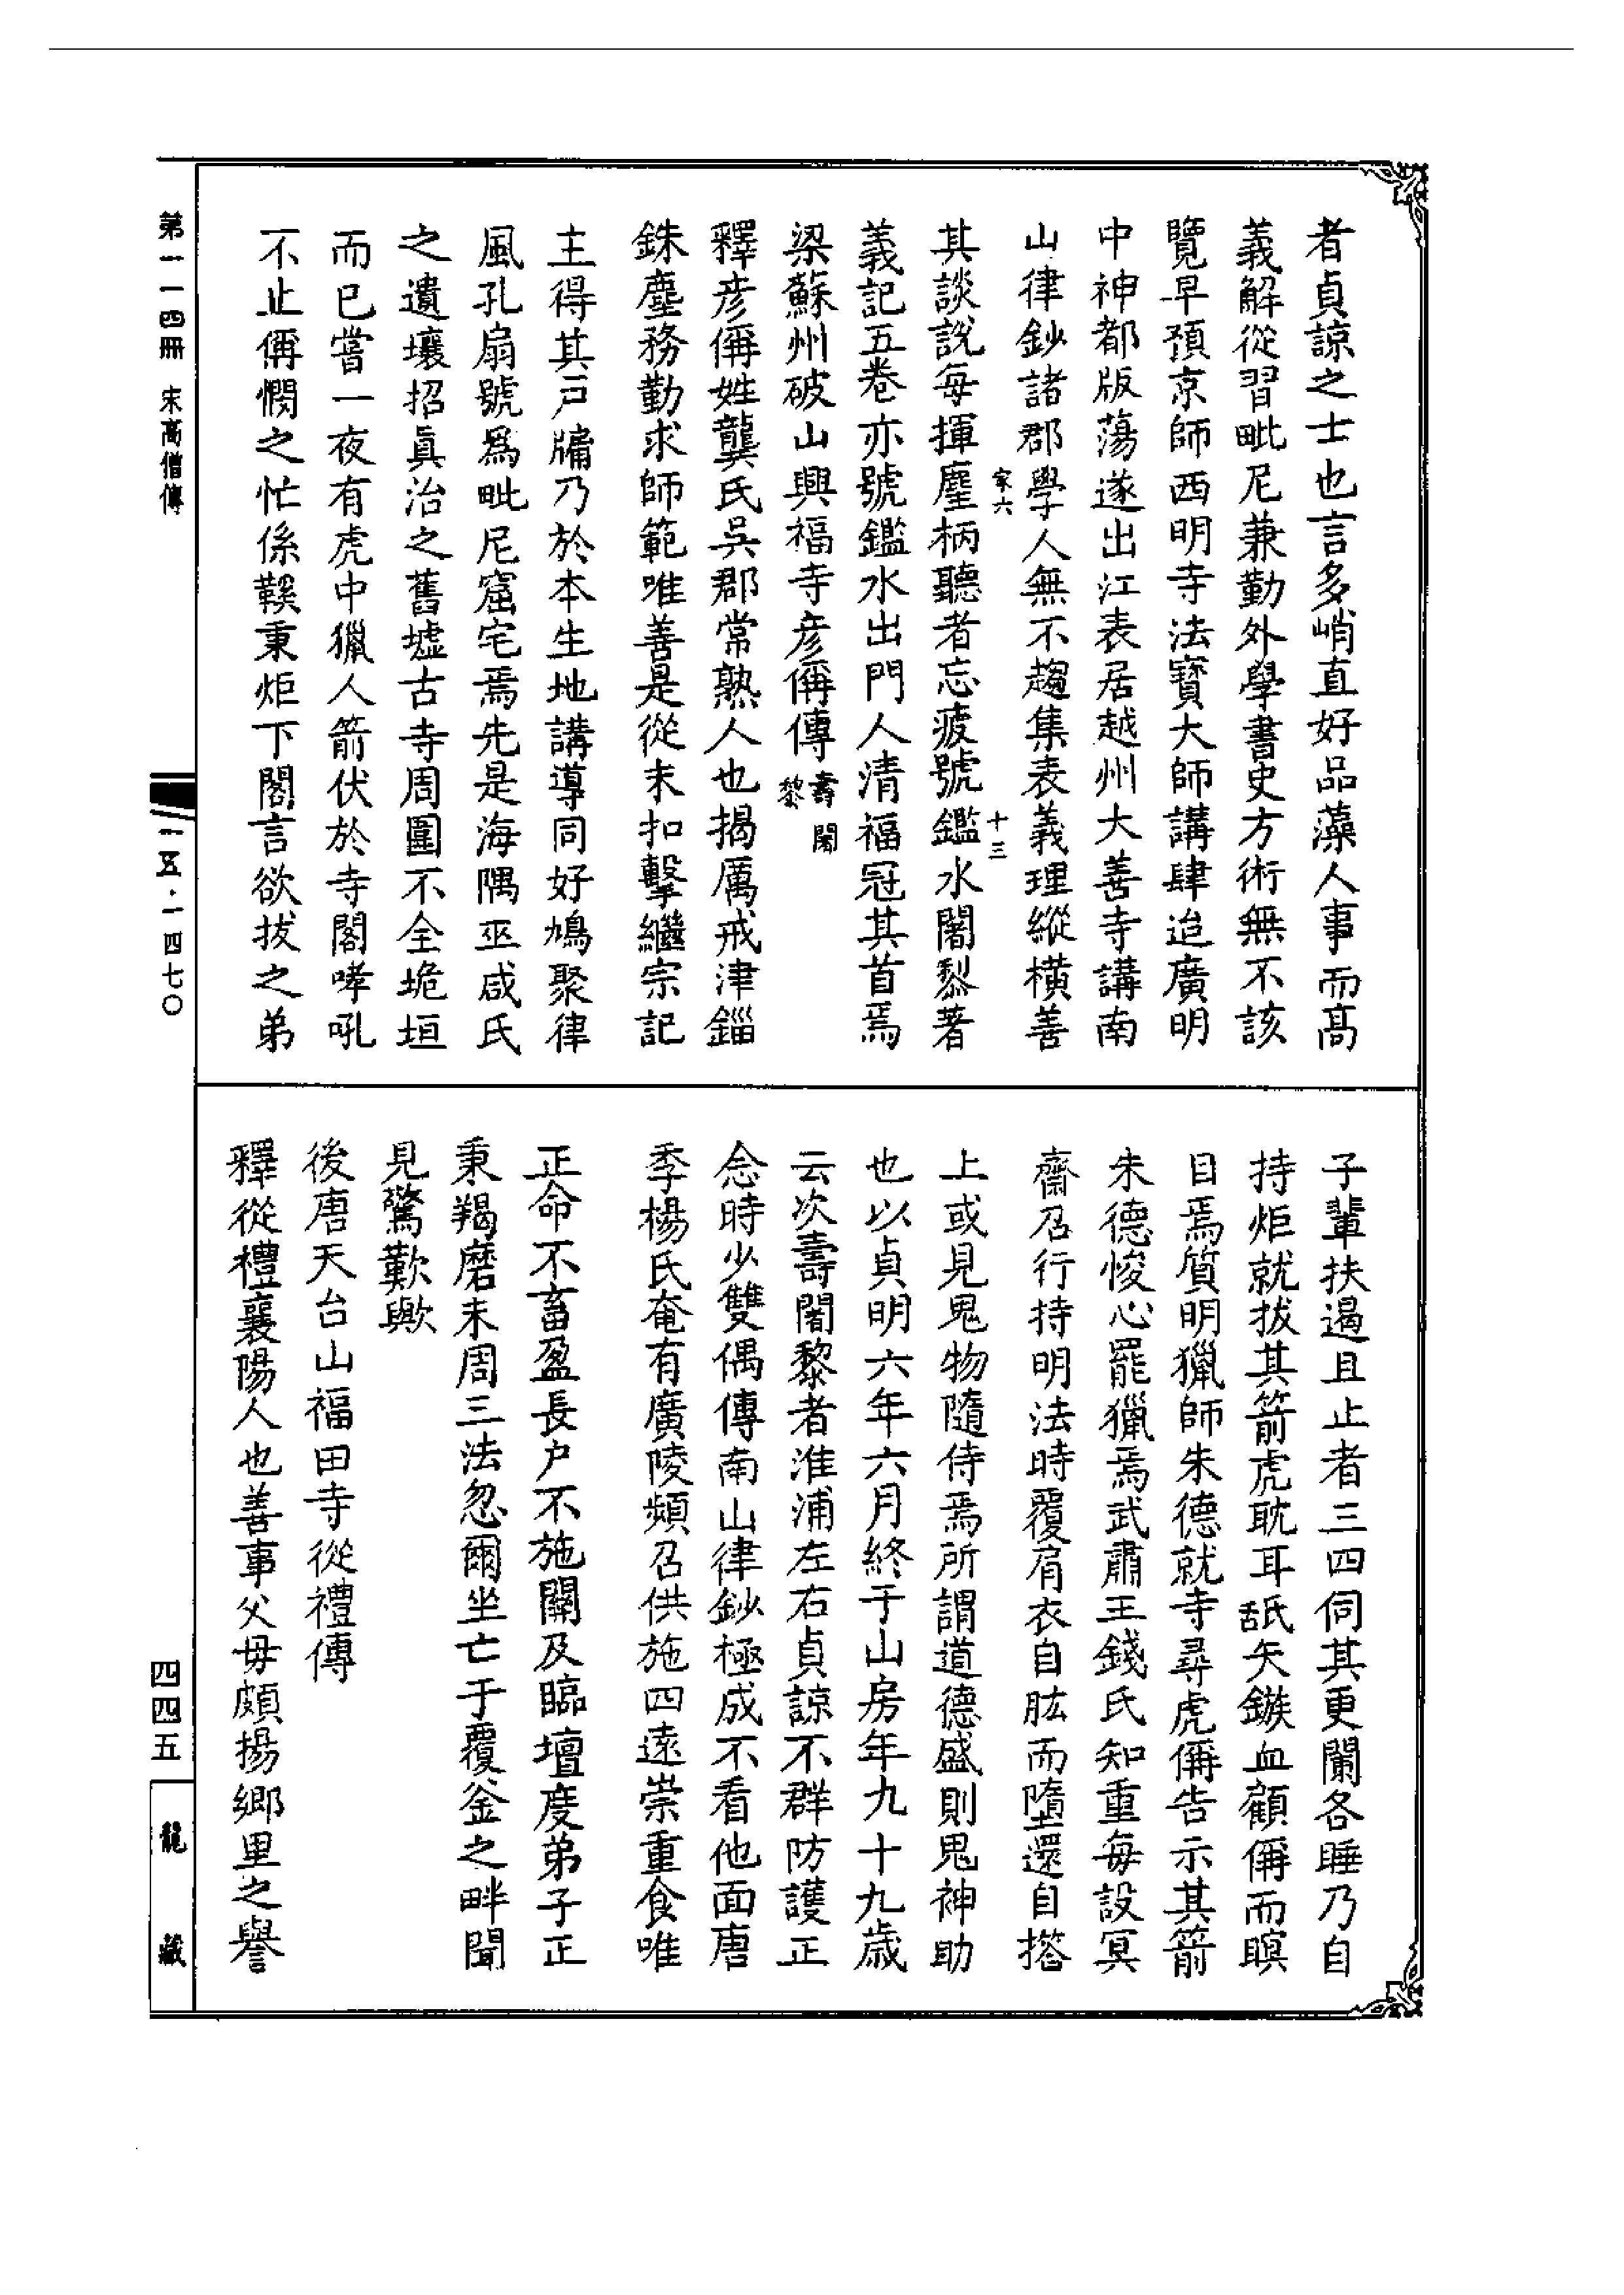 者貞諒之士也言多峭直好品藻人事而高
義解從習毗尼兼勤外學書史方術無不該
覽早預京師西明寺法寶大師講肆迨廣明
中神都版蕩遂出江表居越州大善寺講南
山律鈔諸郡學人無不趨集表義理縱橫善
家六
十三
其談說每揮麈柄聽者忘疲號鑑水闍黎著
義記五卷亦號鑑水出門人清福冠其首焉
梁蘇州破山興福寺彦偁傳壽闍黎
釋彦偁姓龔氏吳郡常熟人也揭厲戒津錙
銖塵務勤求師範唯善是從末扣擊繼宗記
主得其戸牖乃於本生地講導同好鳩聚律
風孔扇號爲毗尼窟宅焉先是海隅巫咸氏
之遺壤招眞治之舊墟古寺周圍不全垝垣
而已嘗一夜有虎中獵人箭伏於寺閣哮吼
不止偁憫之忙係鞵秉炬下閣言欲拔之弟
子輩扶遏且止者三四伺其更闌各睡乃自
持炬就拔其箭虎耽耳舐矢鏃血顧偁而瞑
目焉質明獵師朱德就寺尋虎偁告示其箭
朱德悛心罷獵焉武肅王錢氏知重每設冥
齋召行持明法時覆肩衣自肱而墮還自搭
上或見鬼物隨侍焉所謂道德盛則鬼神助
也以貞明六年六月終于山房年九十九歳
云次壽闍黎者淮浦左右貞諒不群防護正
念時少雙偶傳南山律鈔極成不看他面唐
季楊氏奄有廣陵頻召供施四遠崇重食唯
正命不畜盈長户不施關及臨壇度弟子正
秉羯磨未周三法忽爾坐亡于覆釜之畔聞
見驚歎歟
後唐天台山福田寺從禮傳
釋從禮襄陽人也善事父母頗揚鄉里之譽
第一一四冊 宋高僧傳
一五·一四七〇
四四五
龍藏